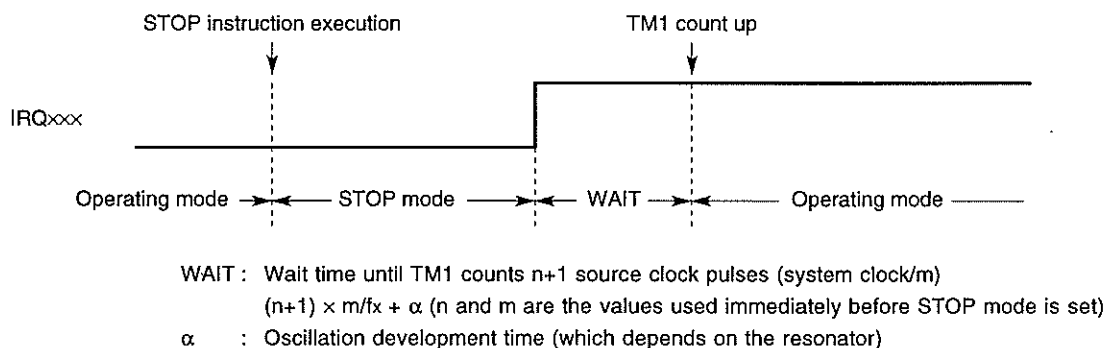 STOP instruction execution
TM1 count up
IRQ×××
Operating mode
STOP mode
WAIT
Operating mode
WAIT : Wait time until TM1 counts n+1 source clock pulses (system clock/m)
(n+1) × m/fx + α (n and m are the values used immediately before STOP mode is set)
α : Oscillation development time (which depends on the resonator)